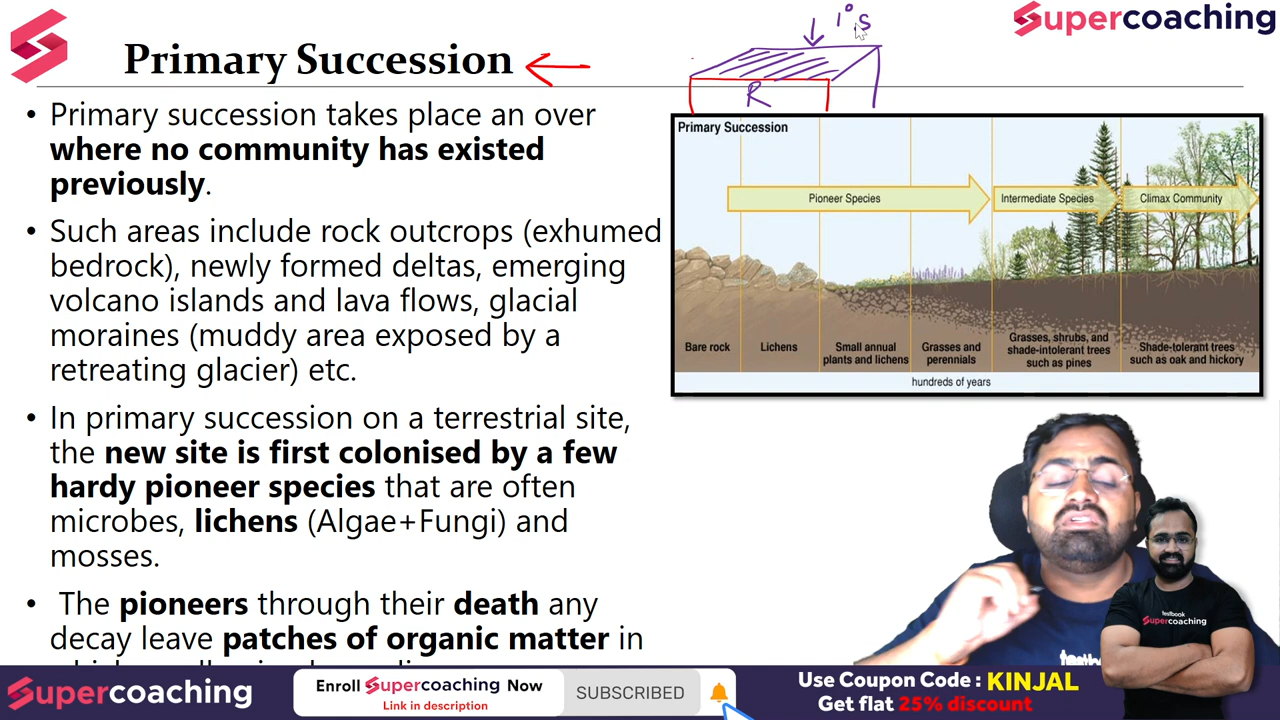 Supercoaching
1° S
Primary Succession
R
• Primary succession takes place an over
where no community has existed
previously.
• Such areas include rock outcrops (exhumed
bedrock), newly formed deltas, emerging
volcano islands and lava flows, glacial
moraines (muddy area exposed by a
retreating glacier) etc.
• In primary succession on a terrestrial site,
the new site is first colonised by a few
hardy pioneer species that are often
microbes, lichens (Algae+Fungi) and
mosses.
• The pioneers through their death any
decay leave patches of organic matter in
Primary Succession
Pioneer Species
Intermediate Species
Climax Community
Bare rock
Lichens
Small annual
plants and lichens
Grasses and
perennials
Grasses, shrubs, and
shade-intolerant trees
such as pines
Shade-tolerant trees
such as oak and hickory
hundreds of years
testbook
Supercoaching
Supercoaching
Enroll Supercoaching Now
Link in description
SUBSCRIBED
Use Coupon Code : KINJAL
Get flat 25% discount